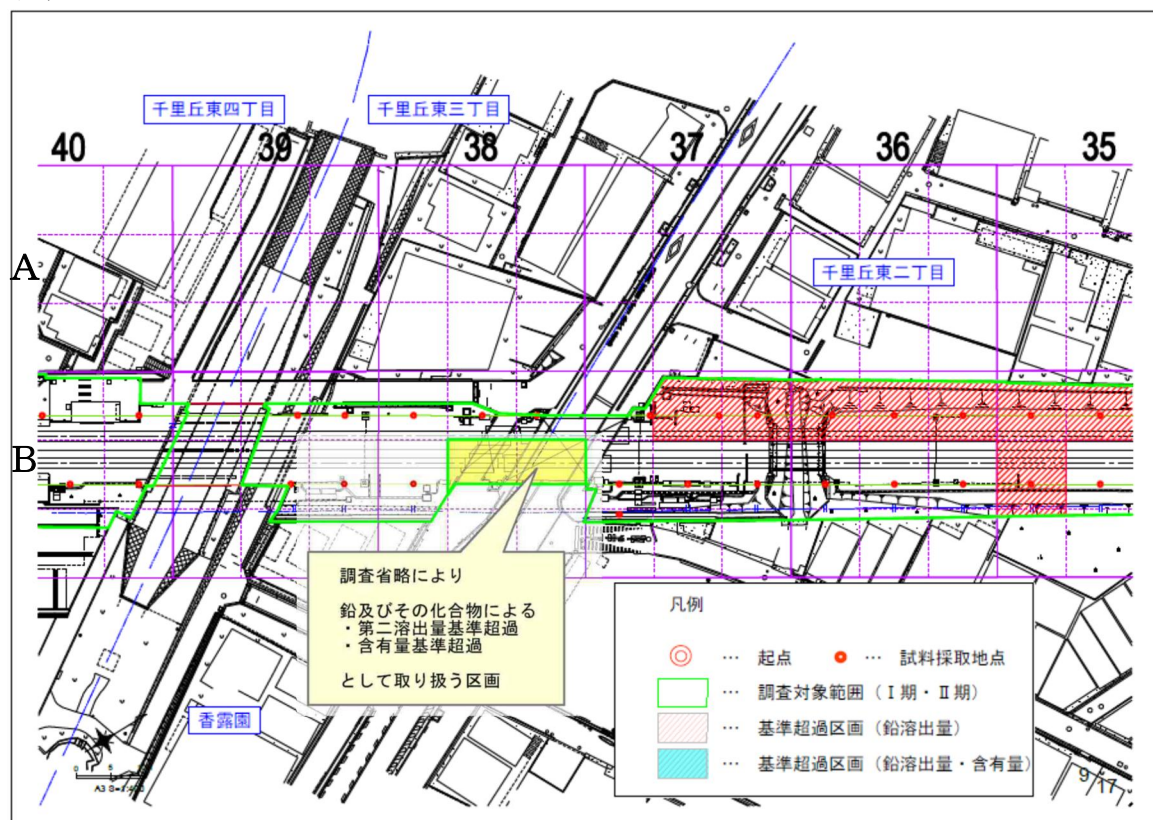 千里丘東四丁目
千里丘東三丁目
40
39
38
37
36
35
A
千里丘東二丁目
B
調査省略により
鉛及びその化合物による
・第二溶出量基準超過
・含有量基準超過
として取り扱う区画
香露園
凡例
… 起点
… 試料採取地点
… 調査対象範囲（Ⅰ期・Ⅱ期）
… 基準超過区画（鉛溶出量）
… 基準超過区画（鉛溶出量・含有量）
9/17